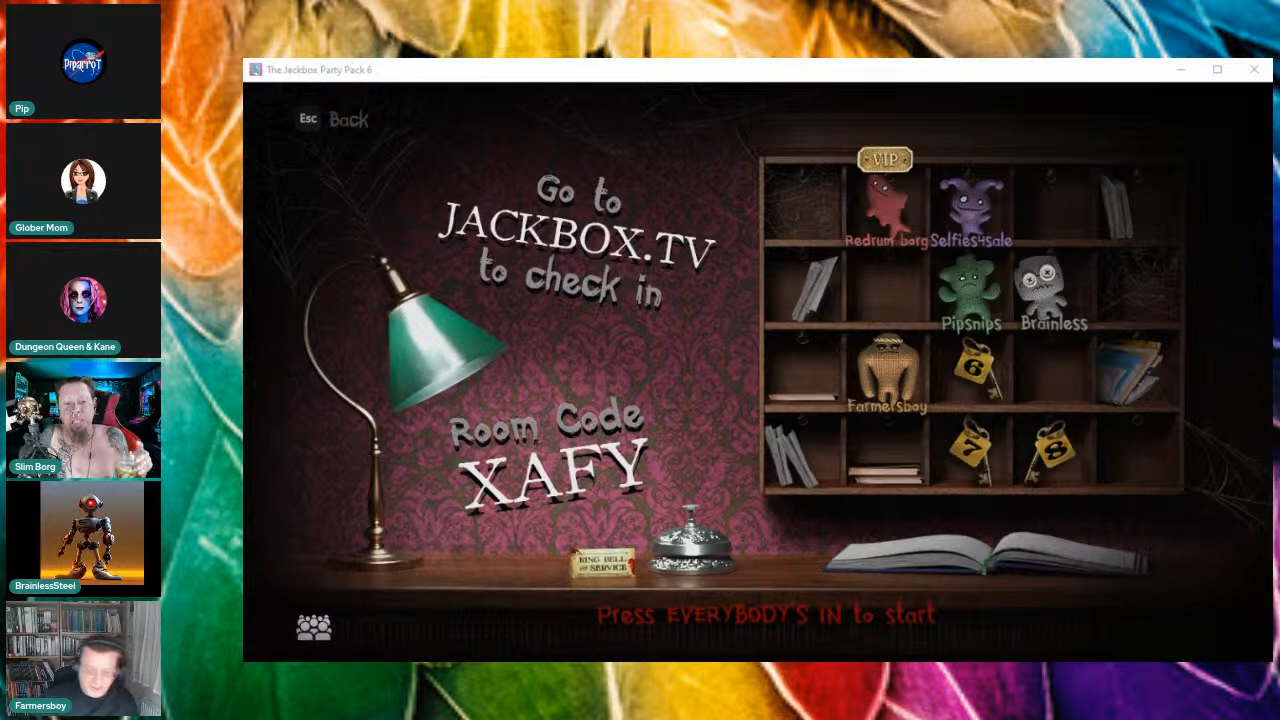 PiparroT
Pip
Glober Mom
Dungeon Queen & Kane
Slim Borg
BrainlessSteel
Farmersboy
The Jackbox Party Pack 6
Esc Back
Go to
JACKBOX.TV
to check in
Room Code
XAFY
RING BELL
FOR SERVICE
VIP
Redrum borg Selfies4sale
Pipsnips Brainless
Farmersboy
6
7 8
Press EVERYBODY'S IN to start